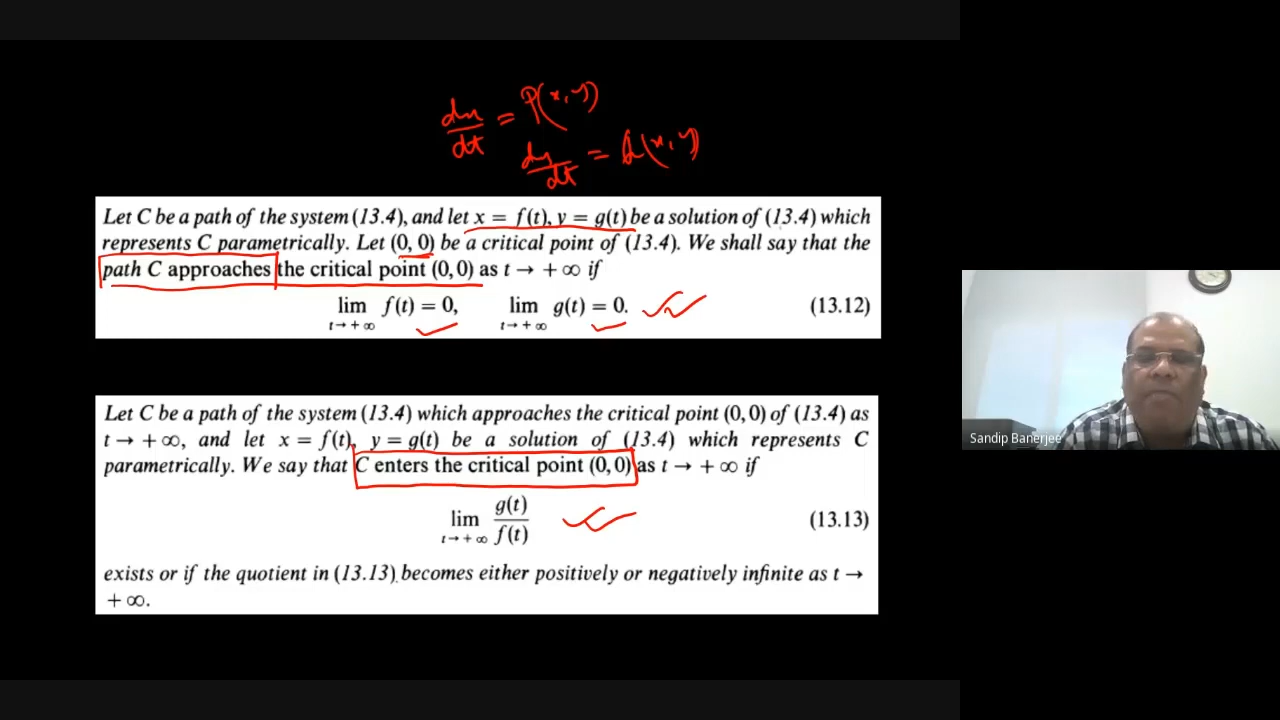 dx/dt = P(x,y)
dy/dt = Q(x,y)
Let C be a path of the system (13.4), and let x = f(t), y = g(t) be a solution of (13.4) which
represents C parametrically. Let (0, 0) be a critical point of (13.4). We shall say that the
path C approaches the critical point (0, 0) as t → + ∞ if
lim t→+∞ f(t) = 0, lim t→+∞ g(t) = 0. (13.12)
Let C be a path of the system (13.4) which approaches the critical point (0, 0) of (13.4) as
t → + ∞, and let x = f(t), y = g(t) be a solution of (13.4) which represents C
parametrically. We say that C enters the critical point (0, 0) as t → + ∞ if
lim t→+∞ g(t)/f(t) (13.13)
exists or if the quotient in (13.13) becomes either positively or negatively infinite as t →
+ ∞.
Sandip Banerjee